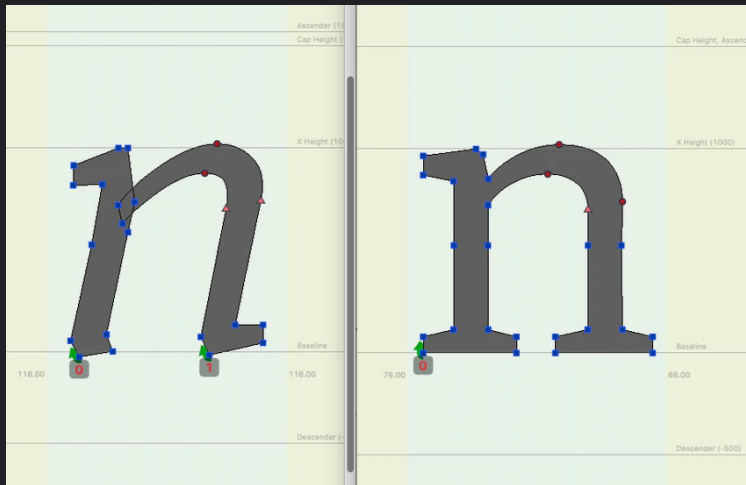 Ascender (15
Cap Height (
X Height (10
Baseline
116.00
116.00
0
1
Descender (-
Cap Height, Ascend
X Height (1000)
Baseline
76.00
66.00
0
Descender (-500)
n
n